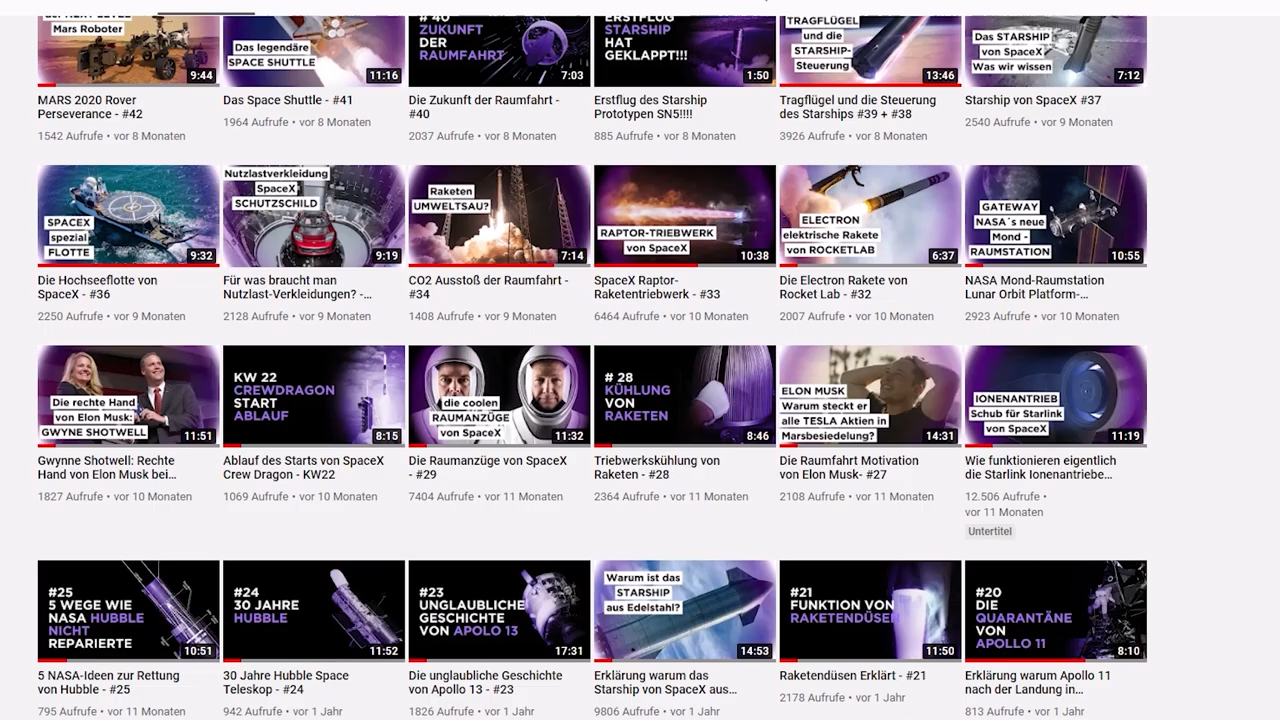 der NEXT LEVEL
Mars Roboter
9:44
Das legendäre
SPACE SHUTTLE
11:16
# 40
ZUKUNFT
DER
RAUMFAHRT
7:03
ERSTFLUG
STARSHIP
HAT
GEKLAPPT!!!
1:50
TRAGFLÜGEL
und die
STARSHIP-
Steuerung
13:46
Das STARSHIP
von SpaceX
Was wir wissen
7:12
MARS 2020 Rover
Perseverance - #42
1542 Aufrufe • vor 8 Monaten
Das Space Shuttle - #41
1964 Aufrufe • vor 8 Monaten
Die Zukunft der Raumfahrt -
#40
2037 Aufrufe • vor 8 Monaten
Erstflug des Starship
Prototypen SN5!!!!
885 Aufrufe • vor 8 Monaten
Tragflügel und die Steuerung
des Starships #39 + #38
3926 Aufrufe • vor 8 Monaten
Starship von SpaceX #37
2540 Aufrufe • vor 9 Monaten
SPACEX
spezial
FLOTTE
9:32
Nutzlastverkleidung
SpaceX
SCHUTZSCHILD
9:19
Raketen
UMWELTSAU?
7:14
RAPTOR-TRIEBWERK
von SpaceX
10:38
ELECTRON
elektrische Rakete
von ROCKETLAB
6:37
GATEWAY
NASA´s neue
Mond -
RAUMSTATION
10:55
Die Hochseeflotte von
SpaceX - #36
2250 Aufrufe • vor 9 Monaten
Für was braucht man
Nutzlast-Verkleidungen? -...
2128 Aufrufe • vor 9 Monaten
CO2 Ausstoß der Raumfahrt -
#34
1408 Aufrufe • vor 9 Monaten
SpaceX Raptor-
Raketentriebwerk - #33
6464 Aufrufe • vor 10 Monaten
Die Electron Rakete von
Rocket Lab - #32
2007 Aufrufe • vor 10 Monaten
NASA Mond-Raumstation
Lunar Orbit Platform-...
2923 Aufrufe • vor 10 Monaten
Die rechte Hand
von Elon Musk:
GWYNE SHOTWELL
11:51
KW 22
CREWDRAGON
START
ABLAUF
8:15
die coolen
RAUMANZÜGE
von SpaceX
11:32
# 28
KÜHLUNG
VON
RAKETEN
8:46
ELON MUSK
Warum steckt er
alle TESLA Aktien in
Marsbesiedelung?
14:31
IONENANTRIEB
Schub für Starlink
von SpaceX
11:19
Gwynne Shotwell: Rechte
Hand von Elon Musk bei...
1827 Aufrufe • vor 10 Monaten
Ablauf des Starts von SpaceX
Crew Dragon - KW22
1069 Aufrufe • vor 10 Monaten
Die Raumanzüge von SpaceX
- #29
7404 Aufrufe • vor 11 Monaten
Triebwerkskühlung von
Raketen - #28
2364 Aufrufe • vor 11 Monaten
Die Raumfahrt Motivation
von Elon Musk- #27
2108 Aufrufe • vor 11 Monaten
Wie funktionieren eigentlich
die Starlink Ionenantriebe...
12.506 Aufrufe •
vor 11 Monaten
Untertitel
#25
5 WEGE WIE
NASA HUBBLE
NICHT
REPARIERTE
10:51
#24
30 JAHRE
HUBBLE
11:52
#23
UNGLAUBLICHE
GESCHICHTE
VON APOLO 13
17:31
Warum ist das
STARSHIP
aus Edelstahl?
14:53
#21
FUNKTION VON
RAKETENDÜSEN
11:50
#20
DIE
QUARANTÄNE
VON
APOLLO 11
8:10
5 NASA-Ideen zur Rettung
von Hubble - #25
795 Aufrufe • vor 11 Monaten
30 Jahre Hubble Space
Teleskop - #24
942 Aufrufe • vor 1 Jahr
Die unglaubliche Geschichte
von Apollo 13 - #23
1826 Aufrufe • vor 1 Jahr
Erklärung warum das
Starship von SpaceX aus...
9806 Aufrufe • vor 1 Jahr
Raketendüsen Erklärt - #21
2178 Aufrufe • vor 1 Jahr
Erklärung warum Apollo 11
nach der Landung in...
813 Aufrufe • vor 1 Jahr